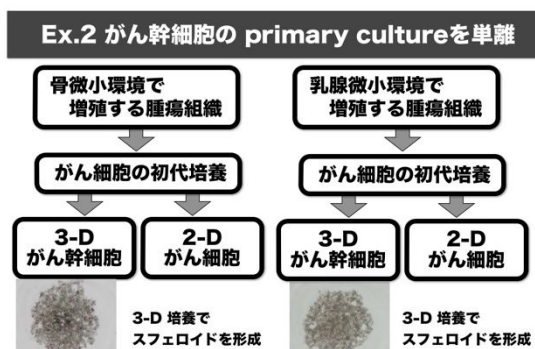 Ex.2 がん幹細胞の primary cultureを単離
骨微小環境で
増殖する腫瘍組織
がん細胞の初代培養
3-D
がん幹細胞
2-D
がん細胞
3-D 培養で
スフェロイドを形成
乳腺微小環境で
増殖する腫瘍組織
がん細胞の初代培養
3-D
がん幹細胞
2-D
がん細胞
3-D 培養で
スフェロイドを形成